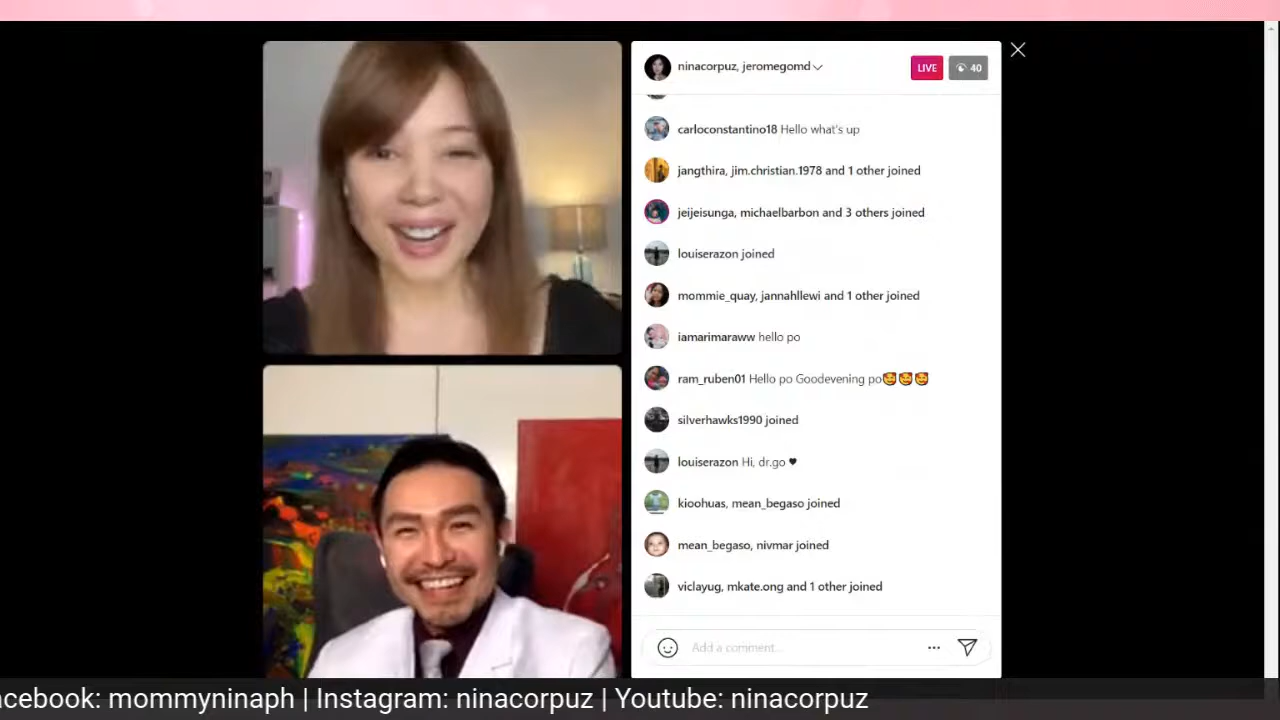 ninacorpuz, jeromegomd
LIVE 40
carloconstantino18 Hello what's up
jangthira, jim.christian.1978 and 1 other joined
jeijeisunga, michaelbarbon and 3 others joined
louiserazon joined
mommie_quay, jannahllewi and 1 other joined
iamarimaraww hello po
ram_ruben01 Hello po Goodevening po🥰🥰🥰
silverhawks1990 joined
louiserazon Hi, dr.go ♥
kioohuas, mean_begaso joined
mean_begaso, nivmar joined
viclayug, mkate.ong and 1 other joined
Add a comment...
acebook: mommyninaph | Instagram: ninacorpuz | Youtube: ninacorpuz